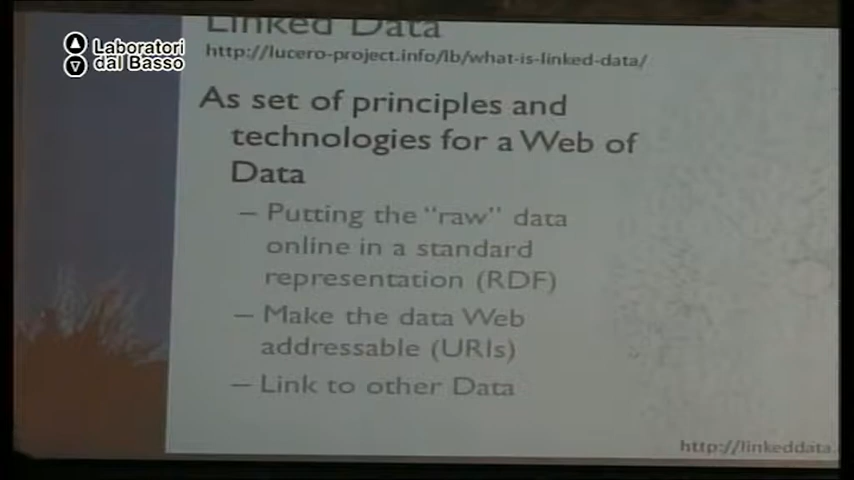 Linked Data
http://lucero-project.info/lb/what-is-linked-data/
Laboratori
dal Basso
As set of principles and
technologies for a Web of
Data
– Putting the “raw” data
online in a standard
representation (RDF)
– Make the data Web
addressable (URIs)
– Link to other Data
http://linkeddata.